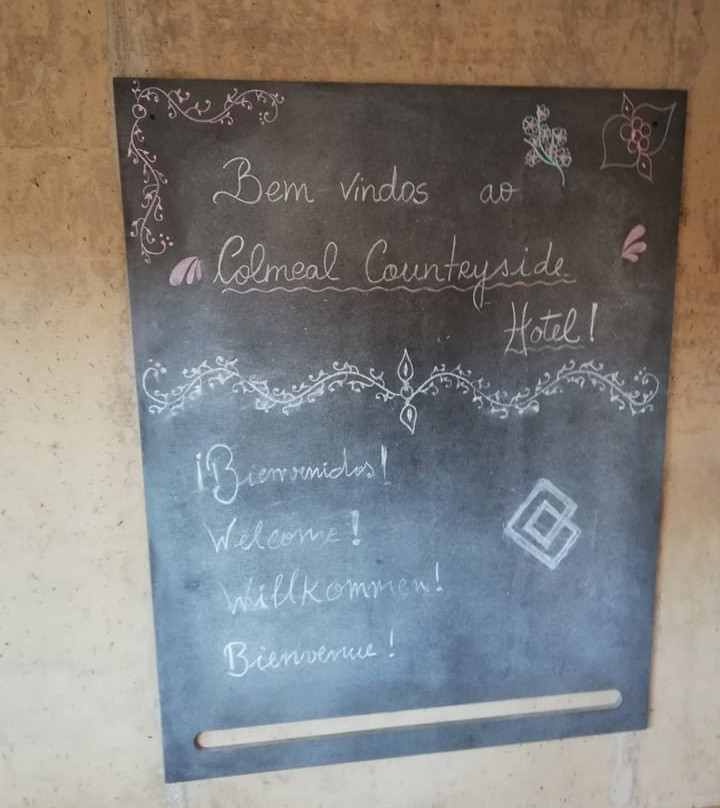 Bem vindos ao
Colmeal Countryside
Hotel!
¡Bienvenidos!
Welcome!
Willkommen!
Bienvenue!